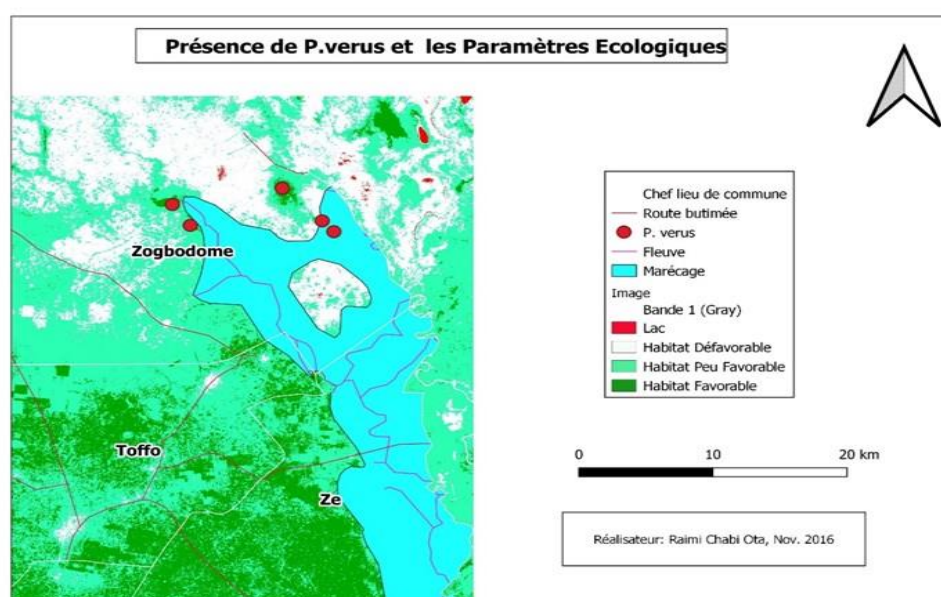 Présence de P.verus et les Paramètres Ecologiques
Zogbodome
Toffo
Ze
Chef lieu de commune
Route butimée
P. verus
Fleuve
Marécage
Image
Bande 1 (Gray)
Lac
Habitat Défavorable
Habitat Peu Favorable
Habitat Favorable
0 10 20 km
Réalisateur: Raimi Chabi Ota, Nov. 2016